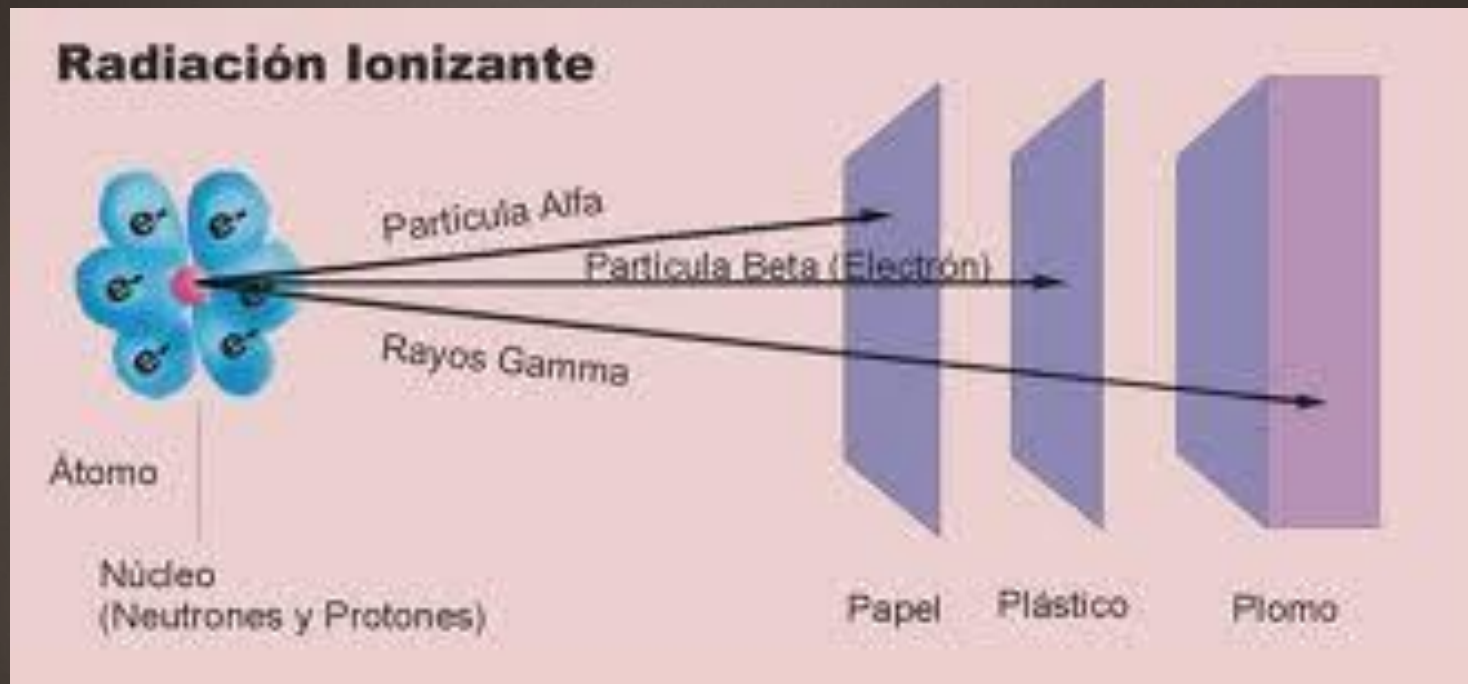 Radiación Ionizante
e-
e-
Partícula Alfa
Partícula Beta (Electrón)
e-
e-
Rayos Gamma
e-
e-
Átomo
Núcleo
(Neutrones y Protones)
Papel
Plástico
Plomo